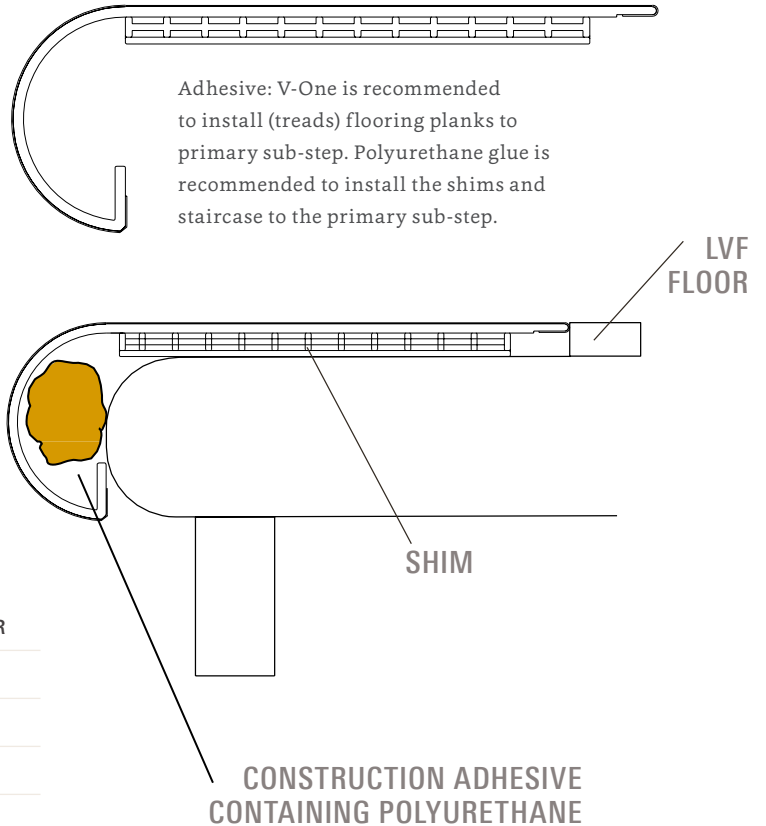 Adhesive: V-One is recommended
to install (treads) flooring planks to
primary sub-step. Polyurethane glue is
recommended to install the shims and
staircase to the primary sub-step.
LVF
FLOOR
SHIM
R
CONSTRUCTION ADHESIVE
CONTAINING POLYURETHANE